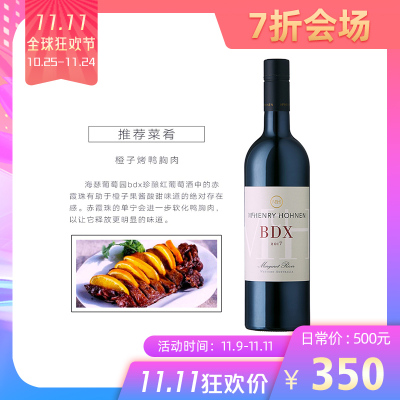 11.11
全球狂欢节
10.25-11.24
7折会场
推荐菜肴
橙子烤鸭胸肉
海瑟葡萄园bdx珍酿红葡萄酒中的赤
霞珠有助于橙子果酱酸甜味道的绝对存在
感。赤霞珠的单宁会进一步软化鸭胸肉，
以让它释放更明显的味道。
McHENRY HOHNEN
BDX
Margaret River
活动时间：11.9-11.11
日常价：500元
11.11狂欢价
￥350